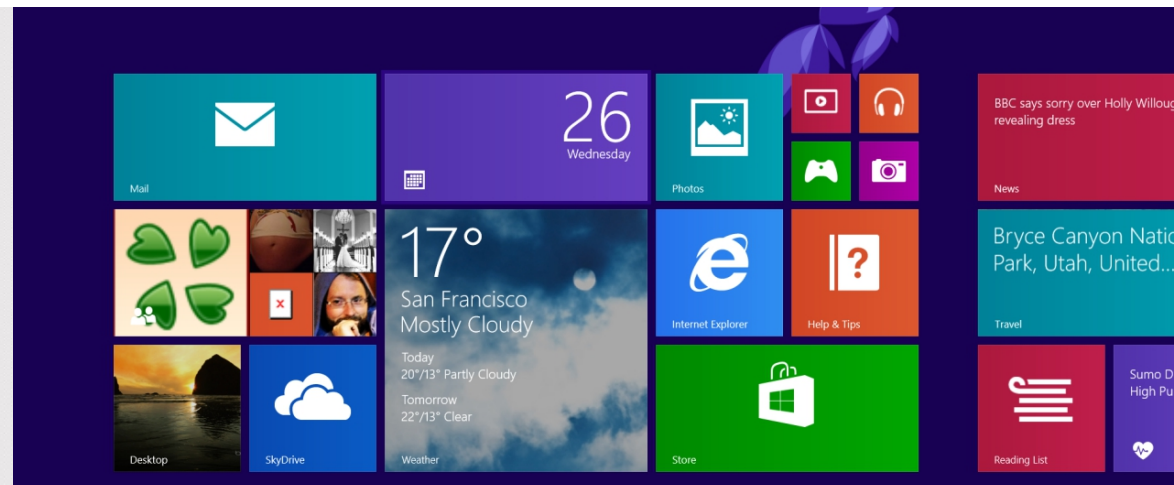 Mail
26
Wednesday
Photos
BBC says sorry over Holly Willoug
revealing dress
News
17°
San Francisco
Mostly Cloudy
Today
20°/13° Partly Cloudy
Tomorrow
22°/13° Clear
Weather
Internet Explorer
?
Help & Tips
Bryce Canyon Natio
Park, Utah, United...
Travel
Desktop
SkyDrive
Store
Reading List
Sumo D
High Pu